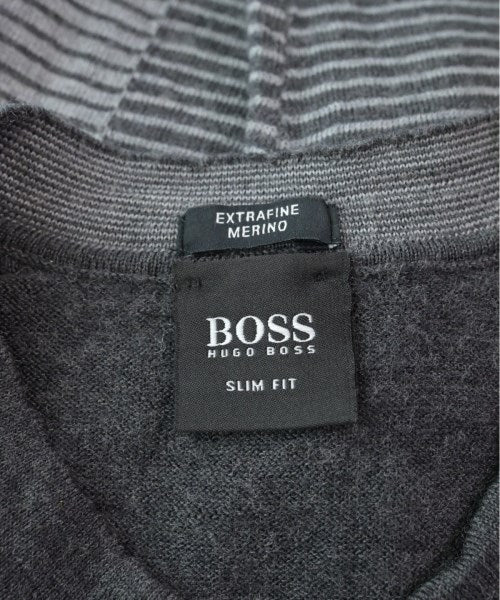 EXTRAFINE
MERINO
BOSS
HUGO BOSS
SLIM FIT